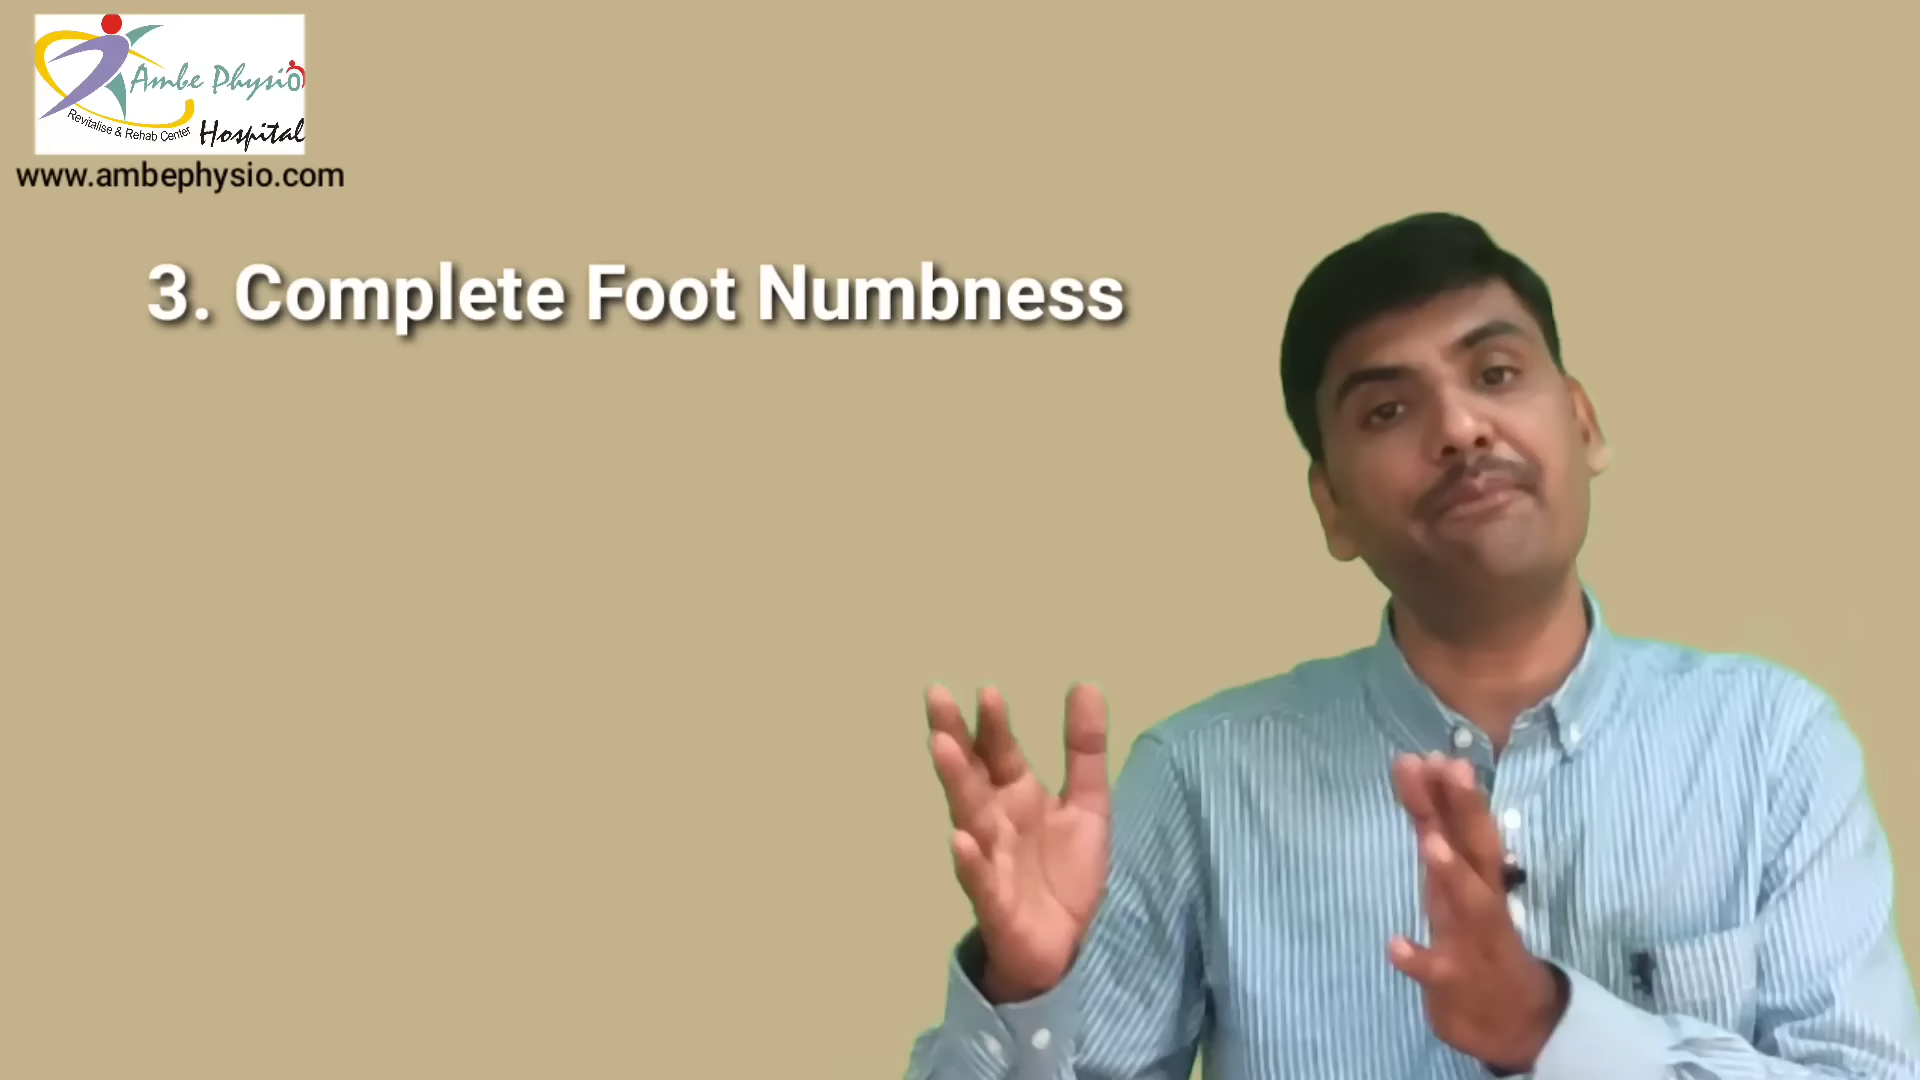 Ambe Physio
Revitalise & Rehab Center
Hospital
www.ambephysio.com
3. Complete Foot Numbness